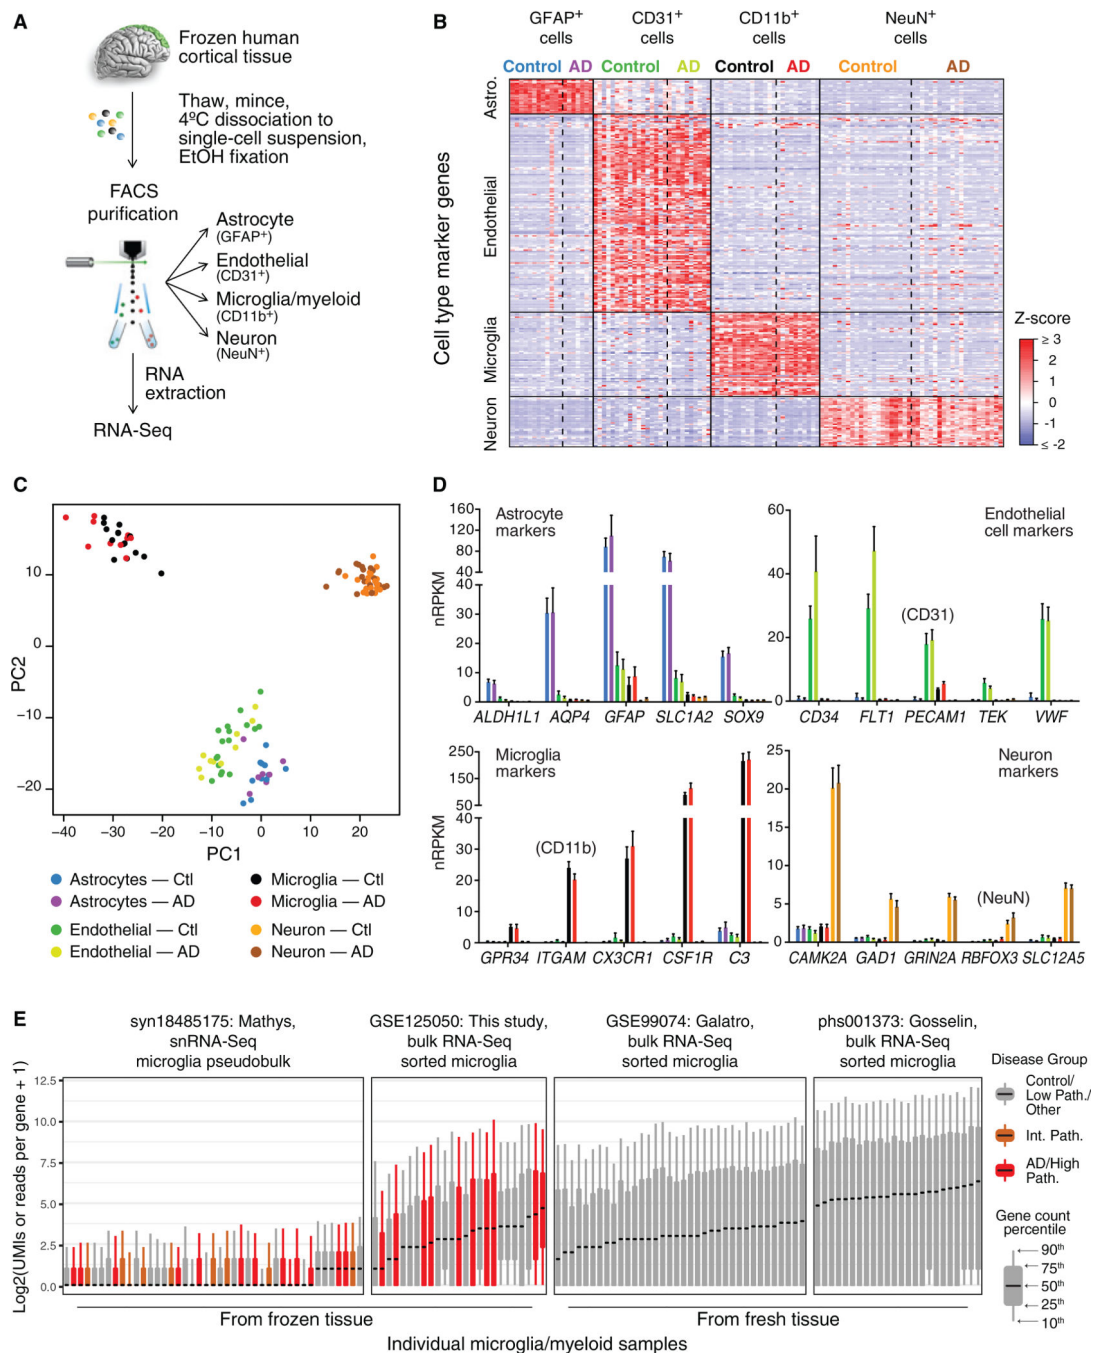 A
Frozen human
cortical tissue
Thaw, mince,
4ºC dissociation to
single-cell suspension,
EtOH fixation
FACS
purification
Astrocyte
(GFAP⁺)
Endothelial
(CD31⁺)
Microglia/myeloid
(CD11b⁺)
Neuron
(NeuN⁺)
RNA
extraction
RNA-Seq
B
GFAP⁺ CD31⁺ CD11b⁺ NeuN⁺
cells cells cells cells
Control AD Control AD Control AD Control AD
Cell type marker genes
Astro.
Endothelial
Microglia
Neuron
Z-score
≥ 3
2
1
0
-1
≤ -2
C
PC2
10
0
−10
−20
−40 −30 −20 −10 0 10 20
PC1
Astrocytes — Ctl
Astrocytes — AD
Endothelial — Ctl
Endothelial — AD
Microglia — Ctl
Microglia — AD
Neuron — Ctl
Neuron — AD
D
Astrocyte
markers
nRPKM
160
120
80
40
40
30
20
10
0
ALDH1L1 AQP4 GFAP SLC1A2 SOX9
Endothelial
cell markers
60
40
20
0
(CD31)
CD34 FLT1 PECAM1 TEK VWF
Microglia
markers
nRPKM
250
150
50
40
30
20
10
0
(CD11b)
GPR34 ITGAM CX3CR1 CSF1R C3
Neuron
markers
25
20
15
10
5
0
(NeuN)
CAMK2A GAD1 GRIN2A RBFOX3 SLC12A5
E
syn18485175: Mathys,
snRNA-Seq
microglia pseudobulk
GSE125050: This study,
bulk RNA-Seq
sorted microglia
GSE99074: Galatro,
bulk RNA-Seq
sorted microglia
phs001373: Gosselin,
bulk RNA-Seq
sorted microglia
Log2(UMIs or reads per gene + 1)
12.5
10.0
7.5
5.0
2.5
0.0
Disease Group
Control/
Low Path./
Other
Int. Path.
AD/High
Path.
Gene count
percentile
90th
75th
50th
25th
10th
From frozen tissue
From fresh tissue
Individual microglia/myeloid samples